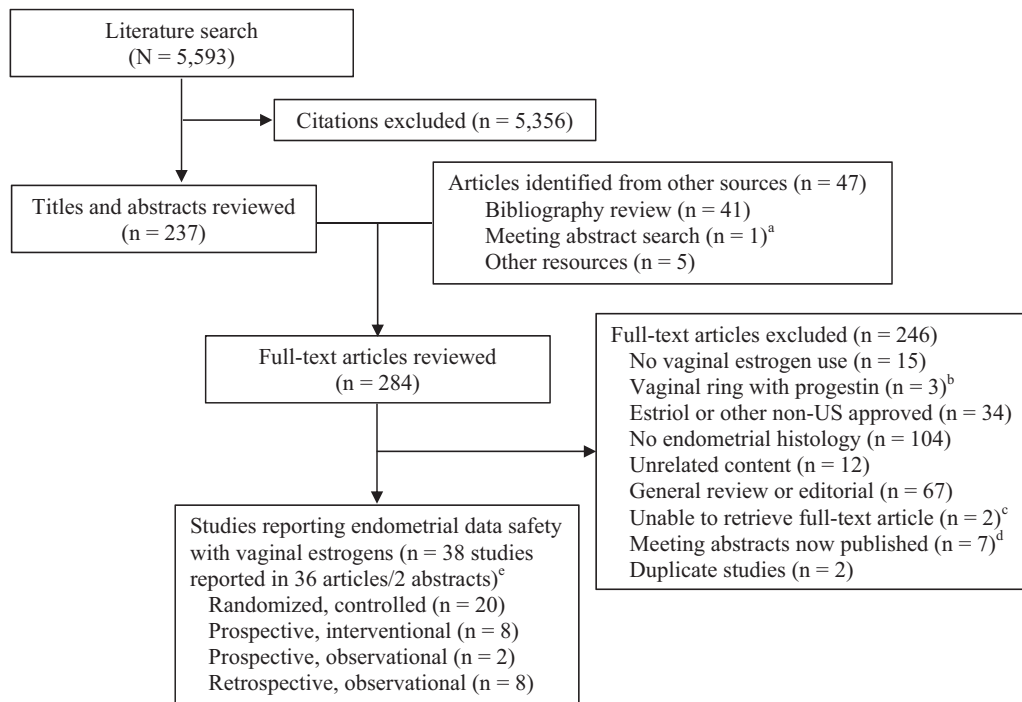 Literature search
(N = 5,593)
Citations excluded (n = 5,356)
Titles and abstracts reviewed
(n = 237)
Articles identified from other sources (n = 47)
Bibliography review (n = 41)
Meeting abstract search (n = 1)a
Other resources (n = 5)
Full-text articles reviewed
(n = 284)
Full-text articles excluded (n = 246)
No vaginal estrogen use (n = 15)
Vaginal ring with progestin (n = 3)b
Estriol or other non-US approved (n = 34)
No endometrial histology (n = 104)
Unrelated content (n = 12)
General review or editorial (n = 67)
Unable to retrieve full-text article (n = 2)c
Meeting abstracts now published (n = 7)d
Duplicate studies (n = 2)
Studies reporting endometrial data safety
with vaginal estrogens (n = 38 studies
reported in 36 articles/2 abstracts)e
Randomized, controlled (n = 20)
Prospective, interventional (n = 8)
Prospective, observational (n = 2)
Retrospective, observational (n = 8)